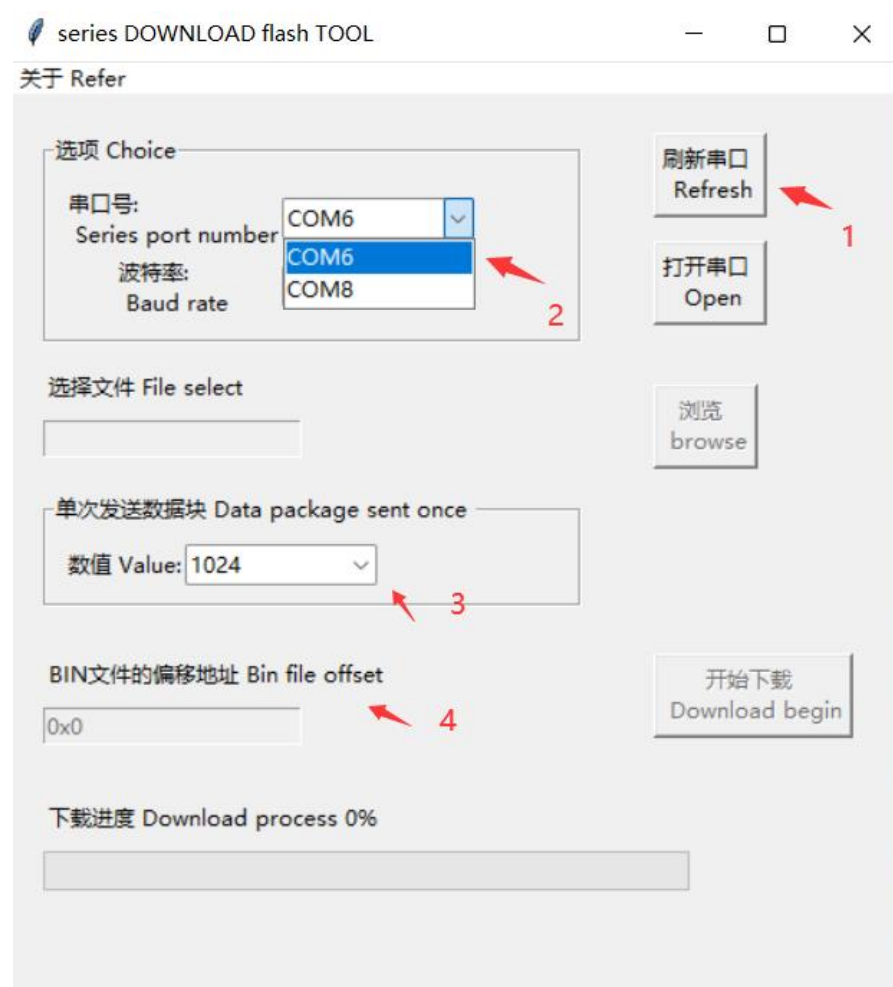 series DOWNLOAD flash TOOL
关于 Refer
选项 Choice
刷新串口
Refresh
1
串口号:
Series port number
COM6
COM6
COM8
2
波特率:
Baud rate
打开串口
Open
选择文件 File select
浏览
browse
单次发送数据块 Data package sent once
数值 Value:
1024
3
BIN文件的偏移地址 Bin file offset
4
0x0
开始下载
Download begin
下载进度 Download process 0%